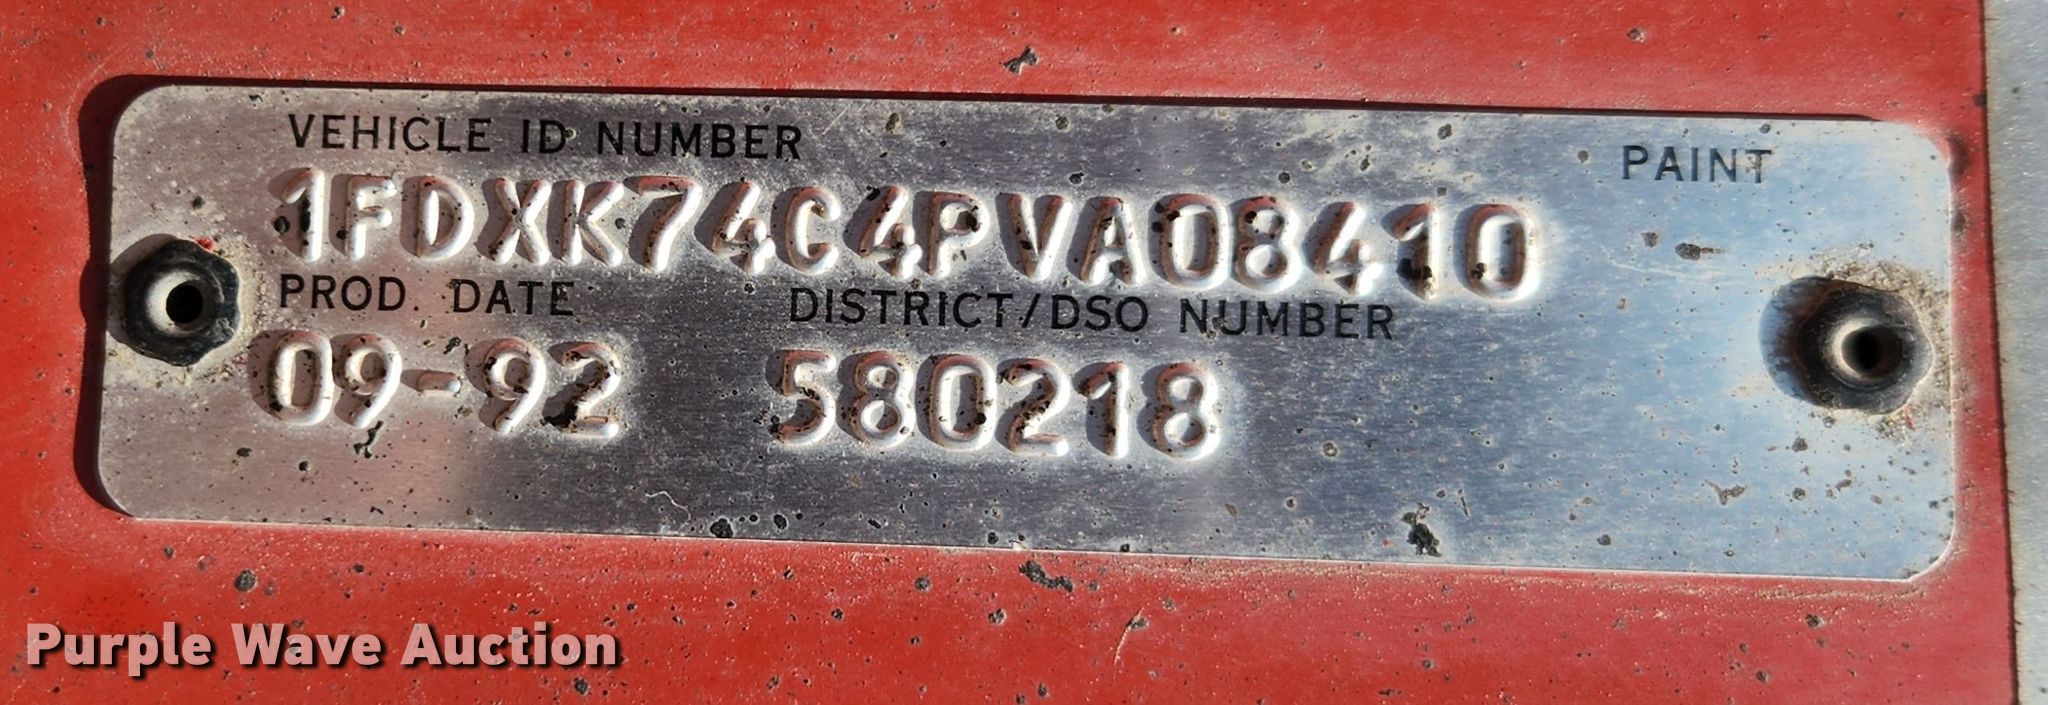 VEHICLE ID NUMBER
PAINT
1FDXK74C4PVA08410
PROD. DATE
DISTRICT/DSO NUMBER
09-92
580218
Purple Wave Auction